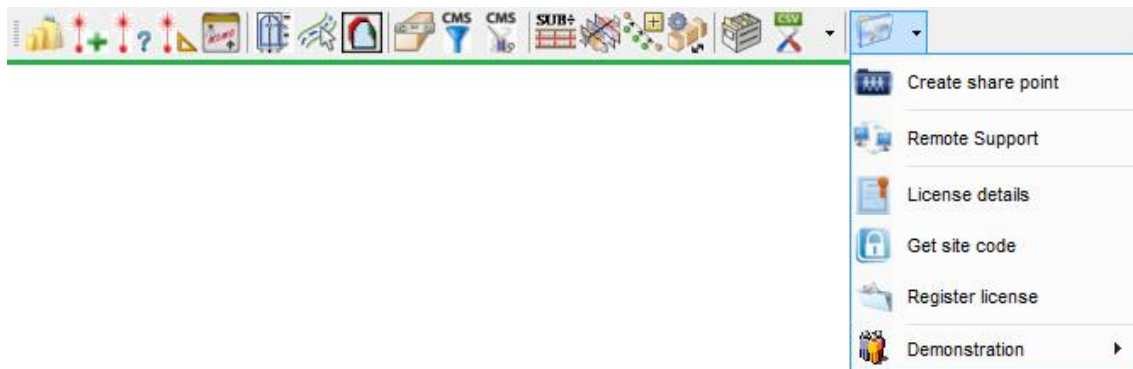 CMS CMS SUB÷ CSV
Create share point
Remote Support
License details
Get site code
Register license
Demonstration